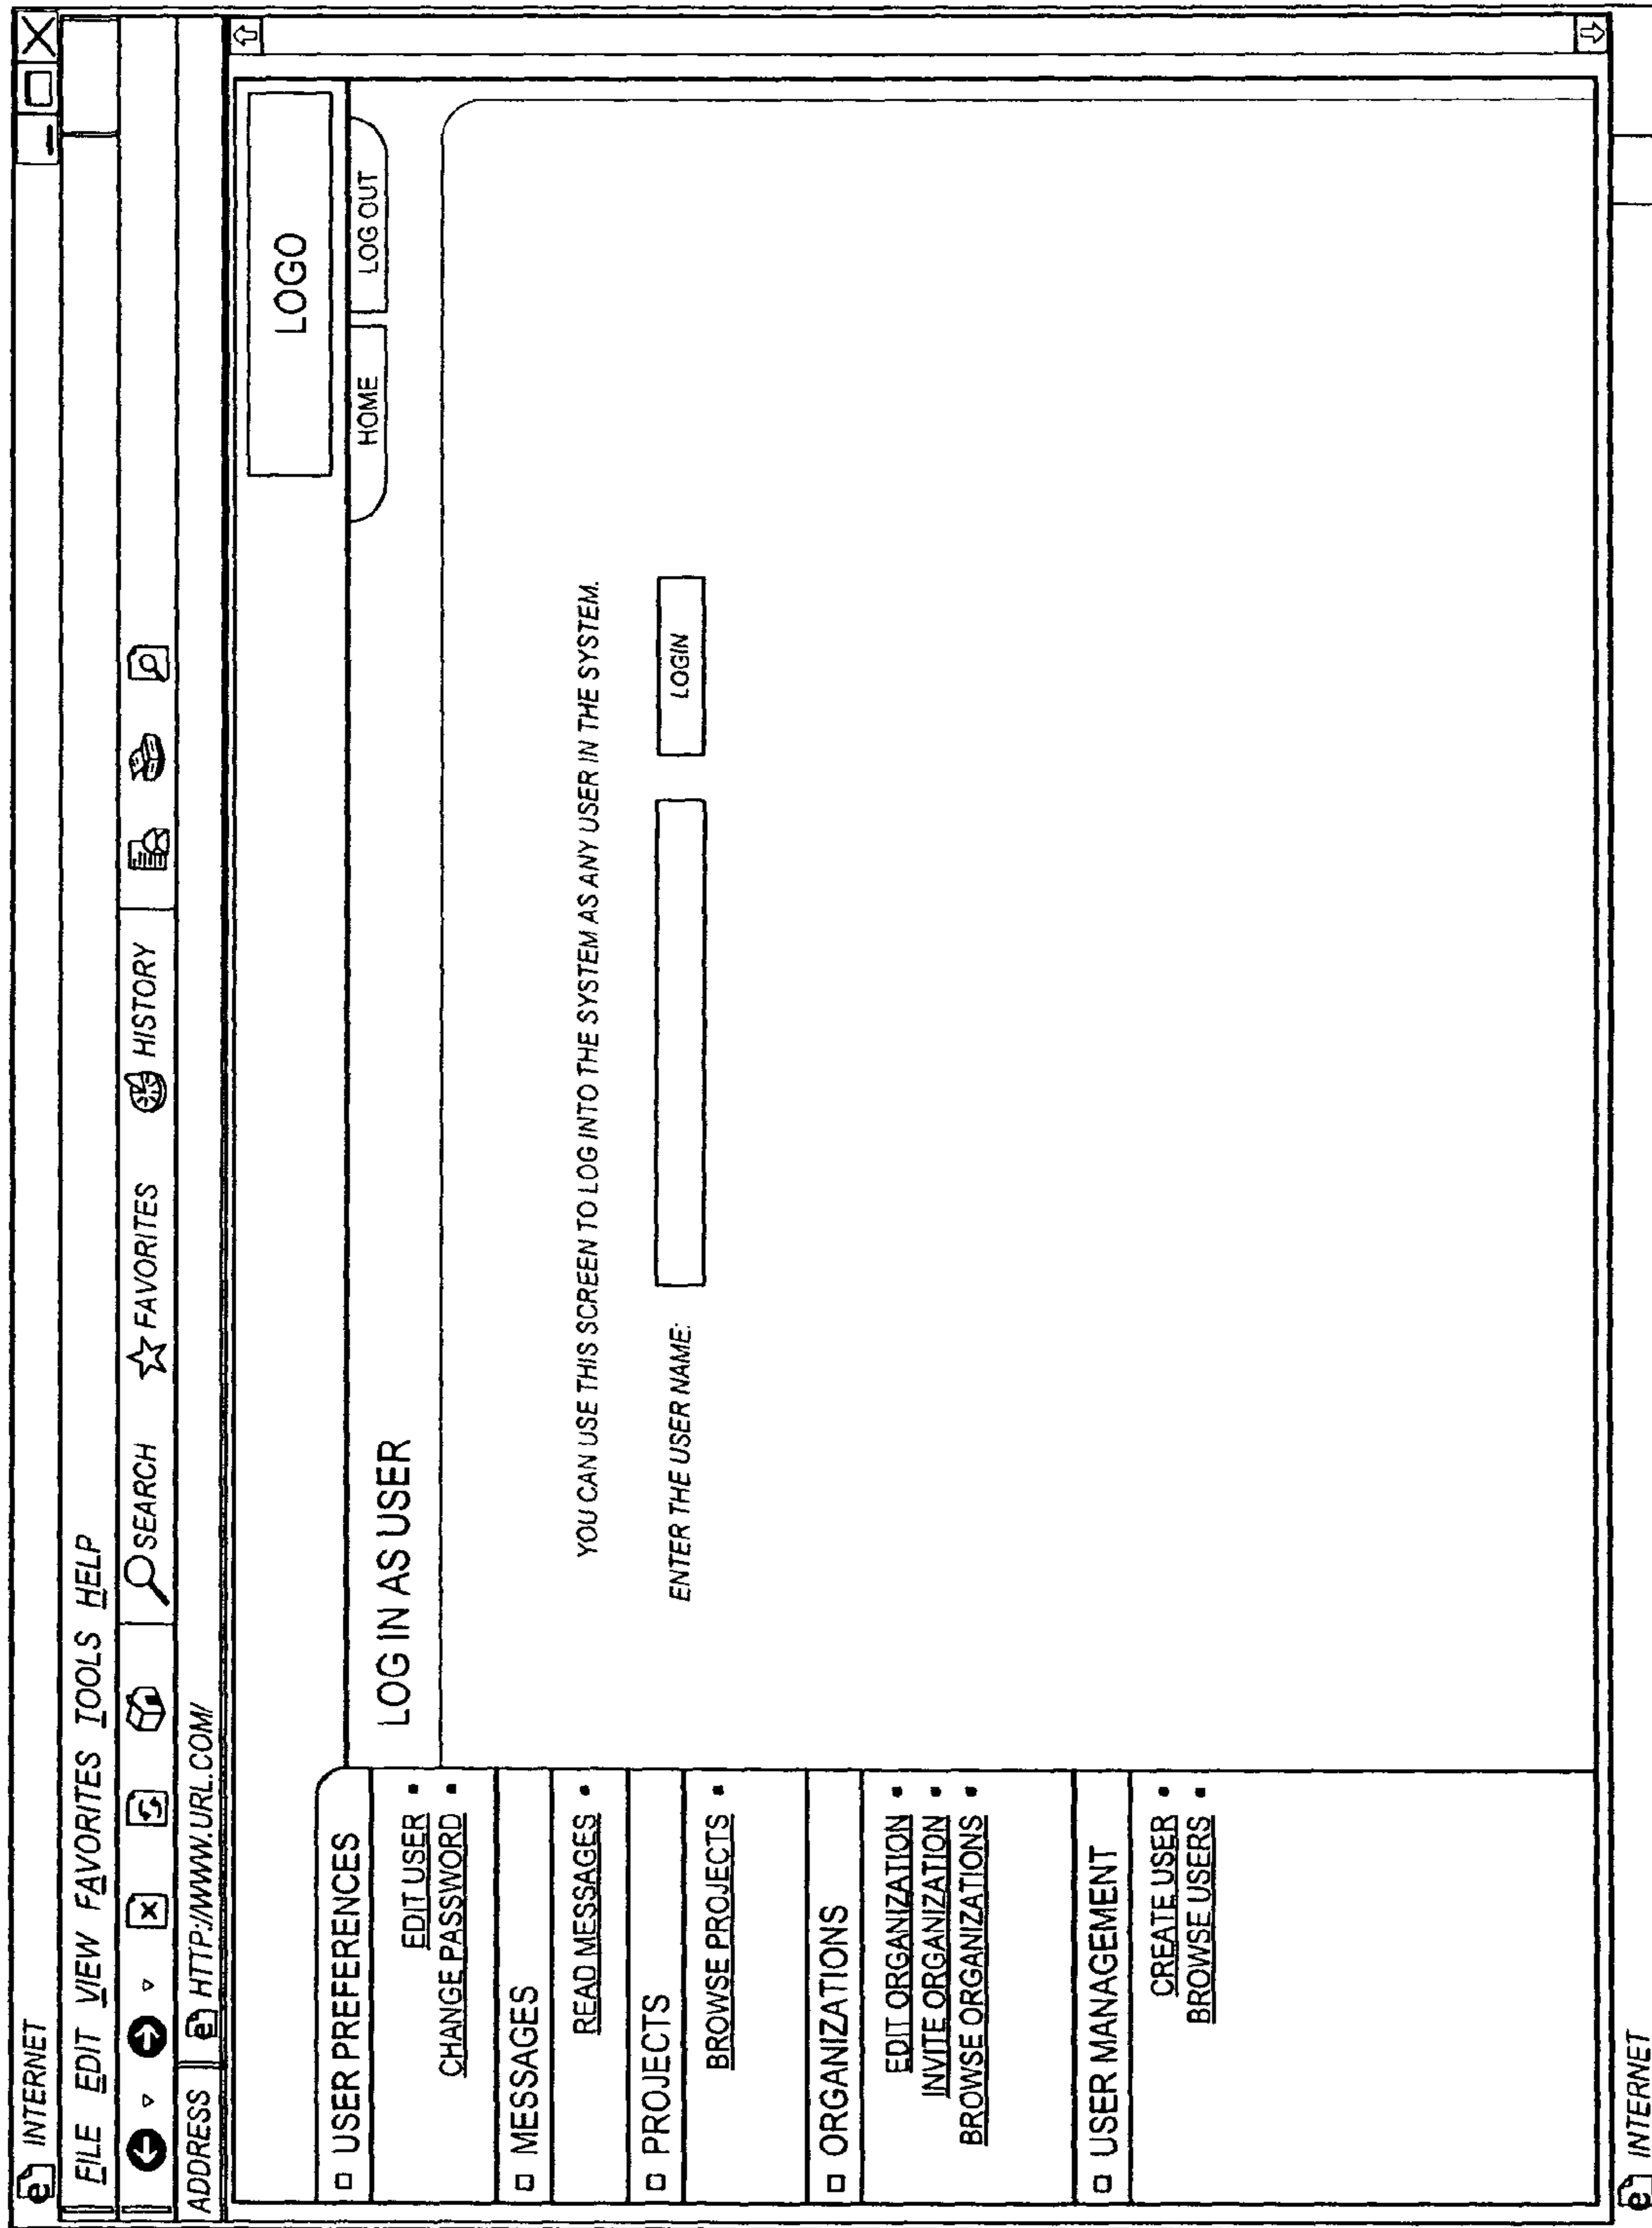 INTERNET
FILE EDIT VIEW FAVORITES TOOLS HELP
SEARCH FAVORITES HISTORY
ADDRESS HTTP://WWW.URL.COM/
LOGO
HOME LOG OUT
USER PREFERENCES
EDIT USER
CHANGE PASSWORD
MESSAGES
READ MESSAGES
PROJECTS
BROWSE PROJECTS
ORGANIZATIONS
EDIT ORGANIZATION
INVITE ORGANIZATION
BROWSE ORGANIZATIONS
USER MANAGEMENT
CREATE USER
BROWSE USERS
LOG IN AS USER
YOU CAN USE THIS SCREEN TO LOG INTO THE SYSTEM AS ANY USER IN THE SYSTEM.
ENTER THE USER NAME: LOGIN
INTERNET